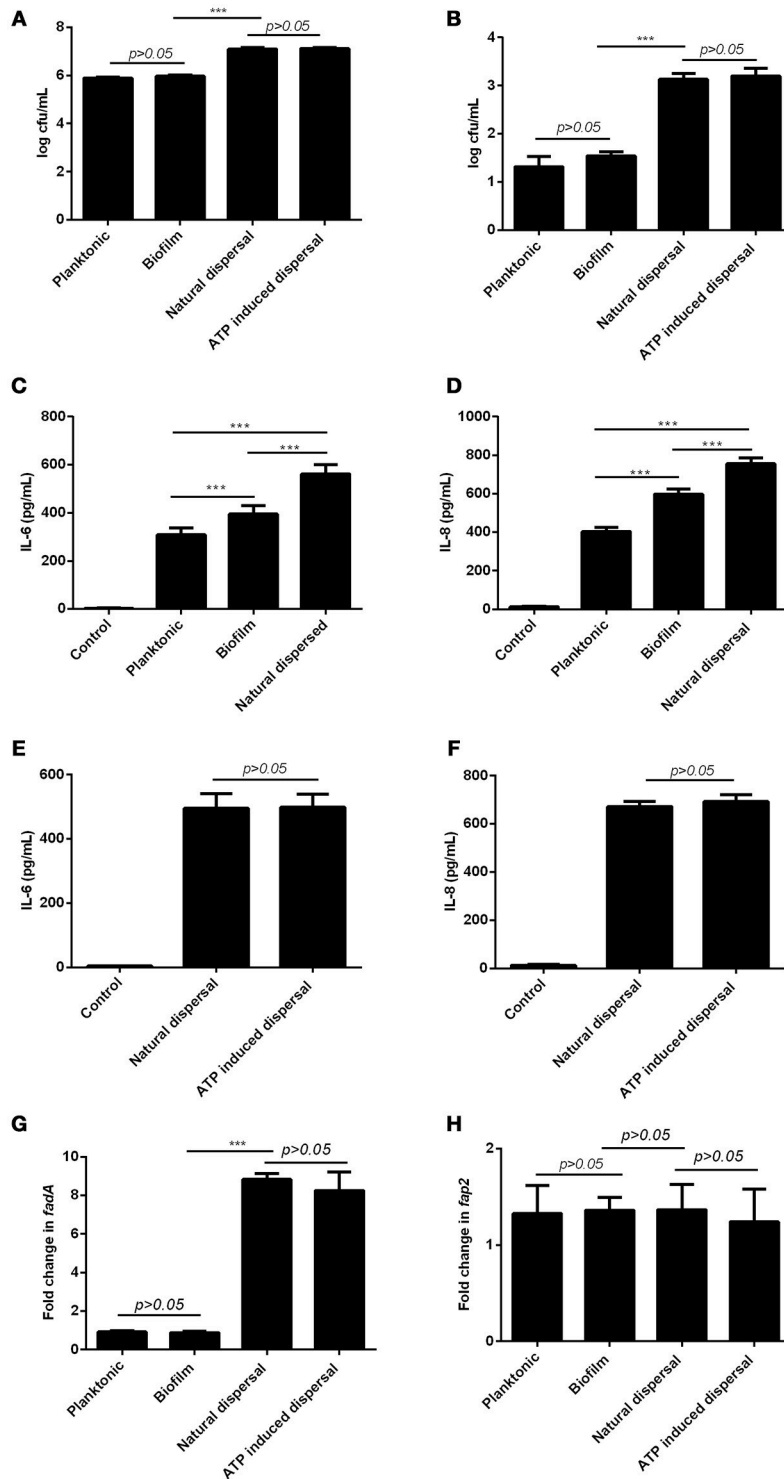 A
***
p>0.05
p>0.05
log cfu/mL
8
6
4
2
0
Planktonic
Biofilm
Natural dispersal
ATP induced dispersal
B
***
p>0.05
p>0.05
log cfu/mL
4
3
2
1
0
Planktonic
Biofilm
Natural dispersal
ATP induced dispersal
C
***
***
***
IL-6 (pg/mL)
800
600
400
200
0
Control
Planktonic
Biofilm
Natural dispersed
D
***
***
***
IL-8 (pg/mL)
1000
800
600
400
200
0
Control
Planktonic
Biofilm
Natural dispersal
E
p>0.05
IL-6 (pg/mL)
600
400
200
0
Control
Natural dispersal
ATP induced dispersal
F
p>0.05
IL-8 (pg/mL)
800
600
400
200
0
Control
Natural dispersal
ATP induced dispersal
G
***
p>0.05
p>0.05
Fold change in fadA
10
8
6
4
2
0
Planktonic
Biofilm
Natural dispersal
ATP induced dispersal
H
p>0.05
p>0.05
p>0.05
Fold change in fap2
2
1
0
Planktonic
Biofilm
Natural dispersal
ATP induced dispersal